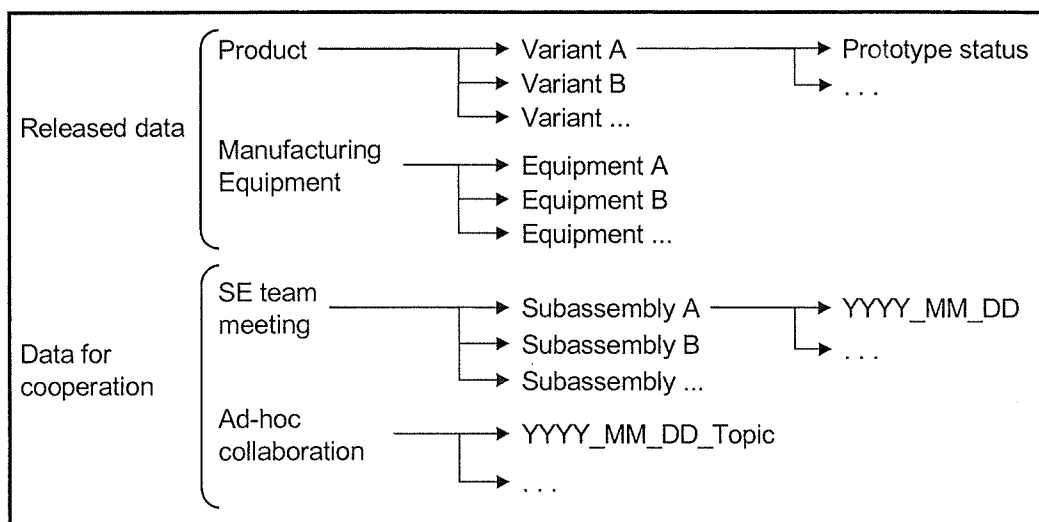 Released data
Product
Variant A
Prototype status
. . .
Variant B
Variant ...
Manufacturing
Equipment
Equipment A
Equipment B
Equipment ...
Data for
cooperation
SE team
meeting
Subassembly A
YYYY_MM_DD
. . .
Subassembly B
Subassembly ...
Ad-hoc
collaboration
YYYY_MM_DD_Topic
. . .